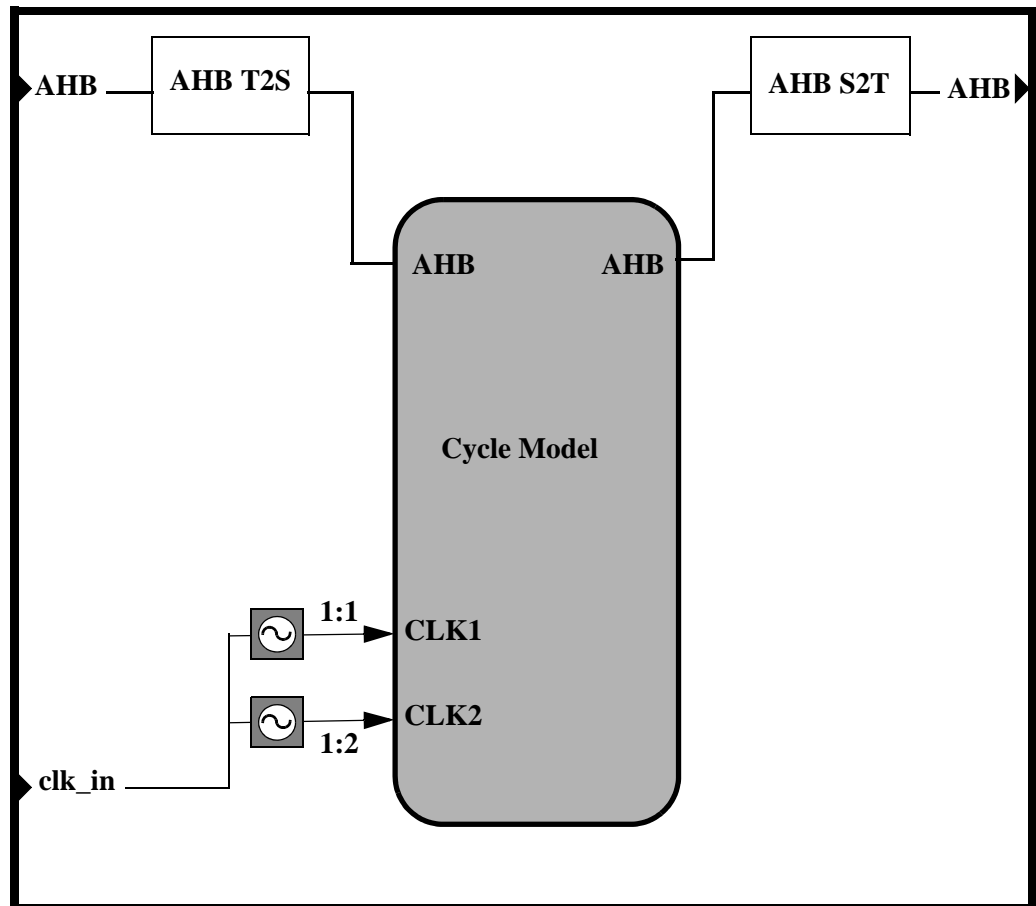 AHB
AHB T2S
AHB S2T
AHB
AHB
AHB
Cycle Model
1:1
CLK1
CLK2
1:2
clk_in